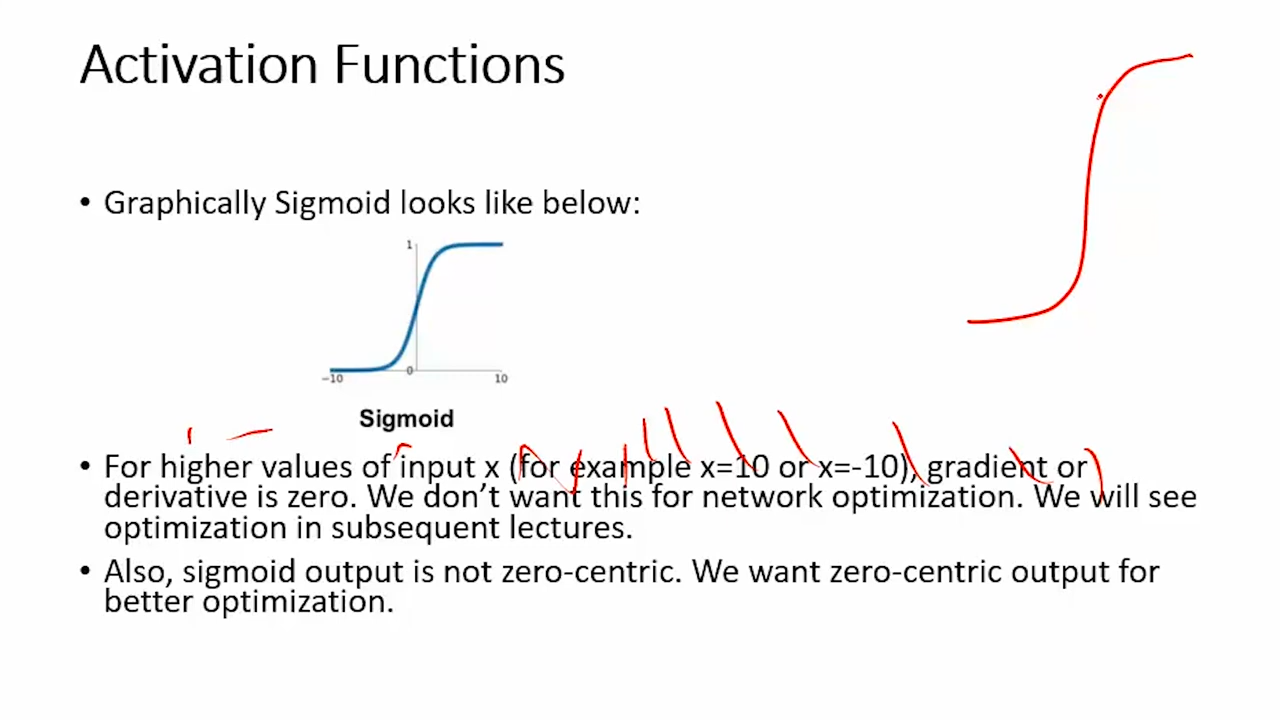 Activation Functions
• Graphically Sigmoid looks like below:
1
0
-10
10
Sigmoid
• For higher values of input x (for example x=10 or x=-10), gradient or
derivative is zero. We don't want this for network optimization. We will see
optimization in subsequent lectures.
• Also, sigmoid output is not zero-centric. We want zero-centric output for
better optimization.